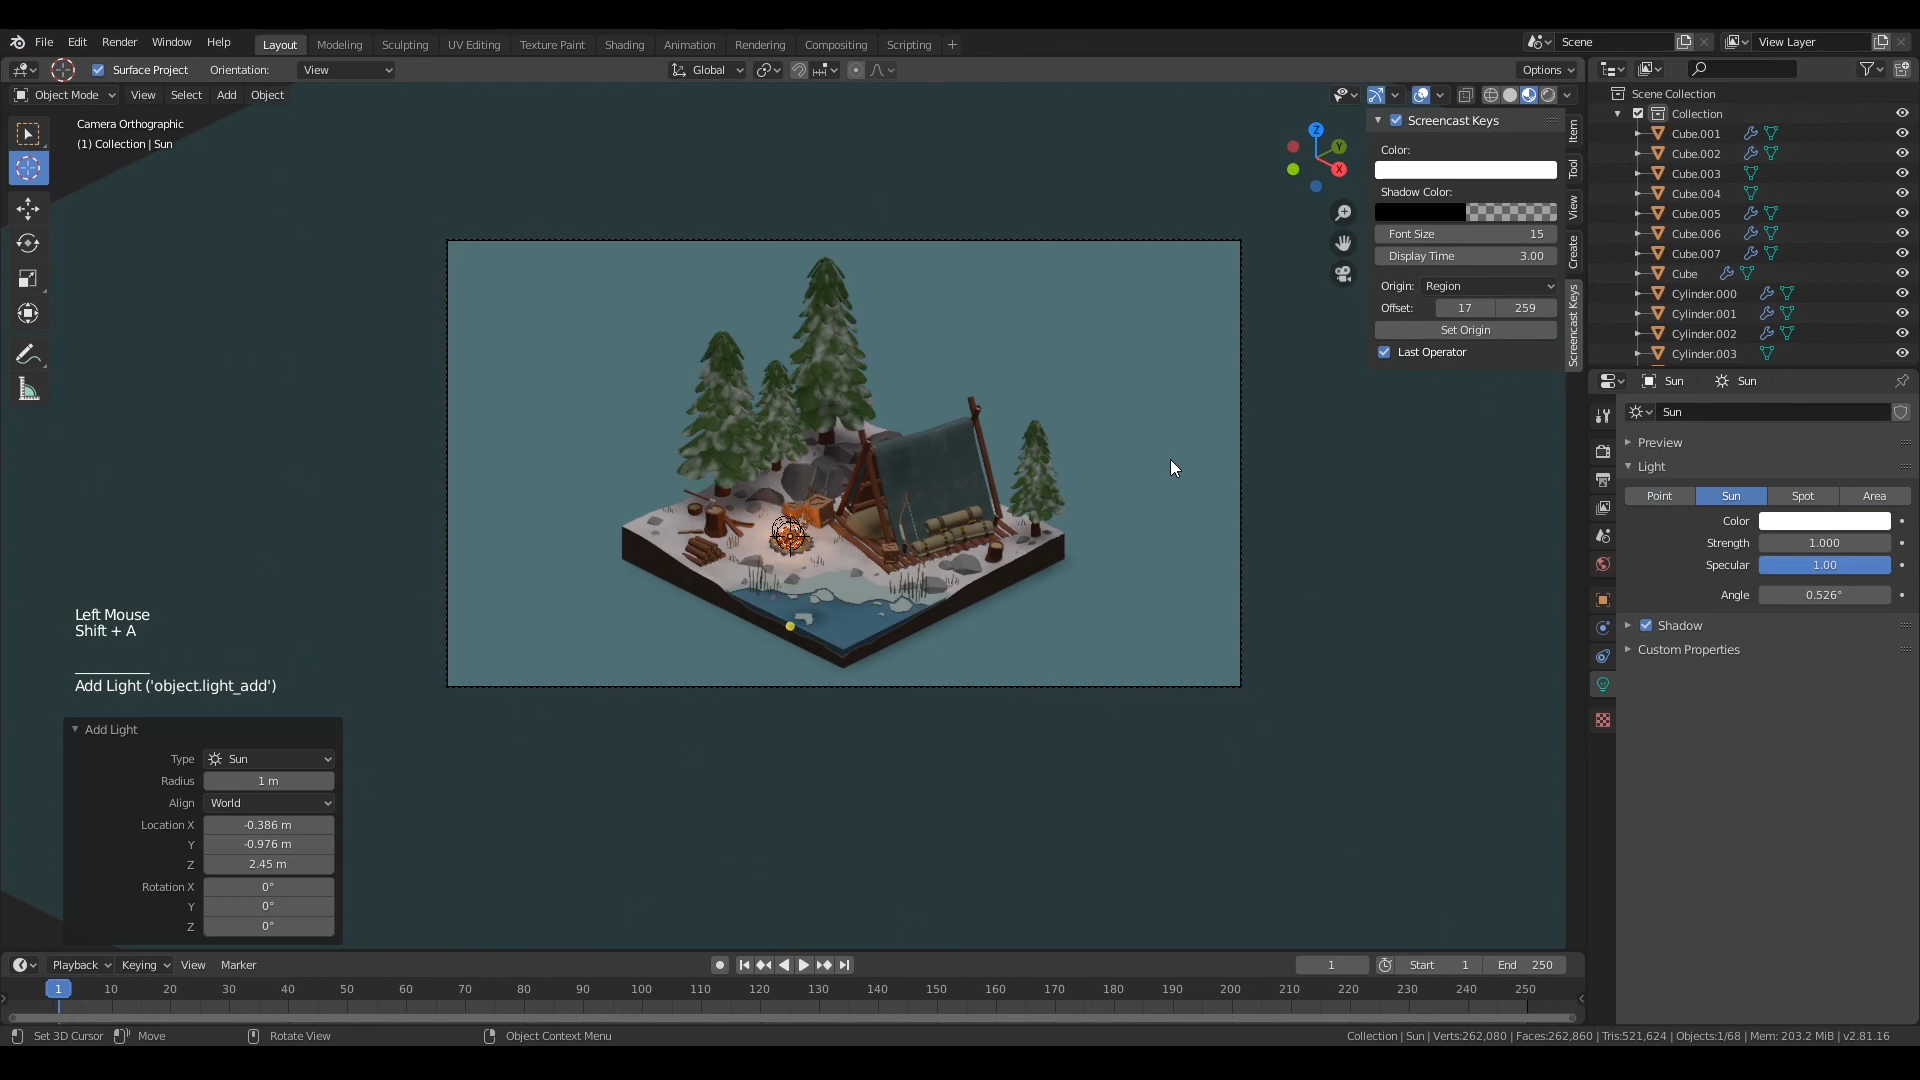 File Edit Render Window Help Layout Modeling Sculpting UV Editing Texture Paint Shading Animation Rendering Compositing Scripting + Scene View Layer
Surface Project Orientation: View Global Options
Object Mode View Select Add Object
Camera Orthographic
(1) Collection | Sun
Z
Y
X
Screencast Keys
Color:
Shadow Color:
Font Size 15
Display Time 3.00
Origin: Region
Offset: 17 259
Set Origin
Last Operator
Item
Tool
View
Create
Screencast Keys
Scene Collection
Collection
Cube.001
Cube.002
Cube.003
Cube.004
Cube.005
Cube.006
Cube.007
Cube
Cylinder.000
Cylinder.001
Cylinder.002
Cylinder.003
Sun Sun
Sun
Preview
Light
Point Sun Spot Area
Color
Strength 1.000
Specular 1.00
Angle 0.526°
Shadow
Custom Properties
Left Mouse
Shift + A
Add Light ('object.light_add')
Add Light
Type Sun
Radius 1 m
Align World
Location X -0.386 m
Y -0.976 m
Z 2.45 m
Rotation X 0°
Y 0°
Z 0°
Playback Keying View Marker 1 Start 1 End 250
1 10 20 30 40 50 60 70 80 90 100 110 120 130 140 150 160 170 180 190 200 210 220 230 240 250
Set 3D Cursor Move Rotate View Object Context Menu Collection | Sun | Verts:262,080 | Faces:262,860 | Tris:521,624 | Objects:1/68 | Mem: 203.2 MiB | v2.81.16